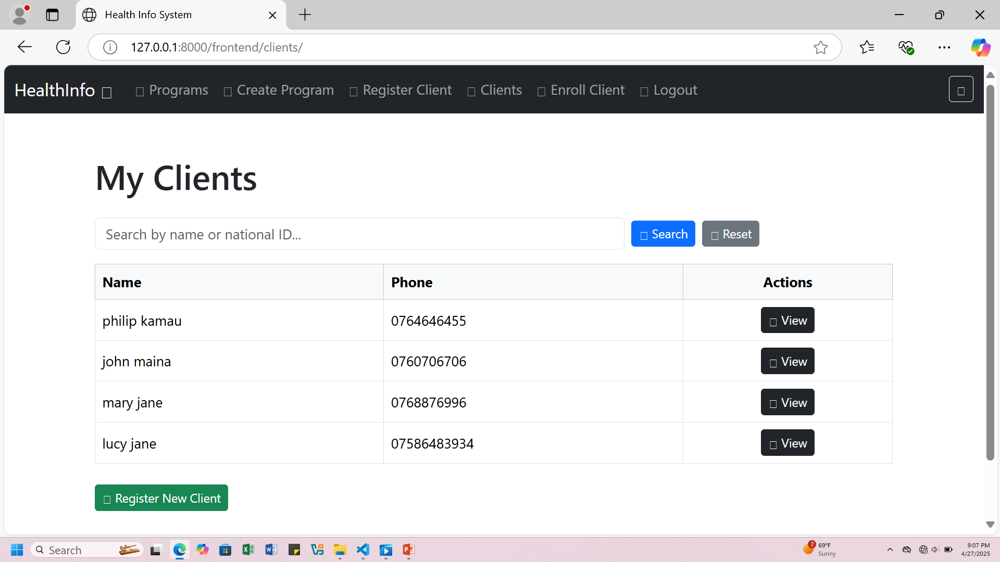 Health Info System
127.0.0.1:8000/frontend/clients/
HealthInfo Programs Create Program Register Client Clients Enroll Client Logout
My Clients
Search by name or national ID... Search Reset
Name Phone Actions
philip kamau 0764646455 View
john maina 0760706706 View
mary jane 0768876996 View
lucy jane 07586483934 View
Register New Client
Search 7 69°F 9:07 PM
Sunny 4/27/2025